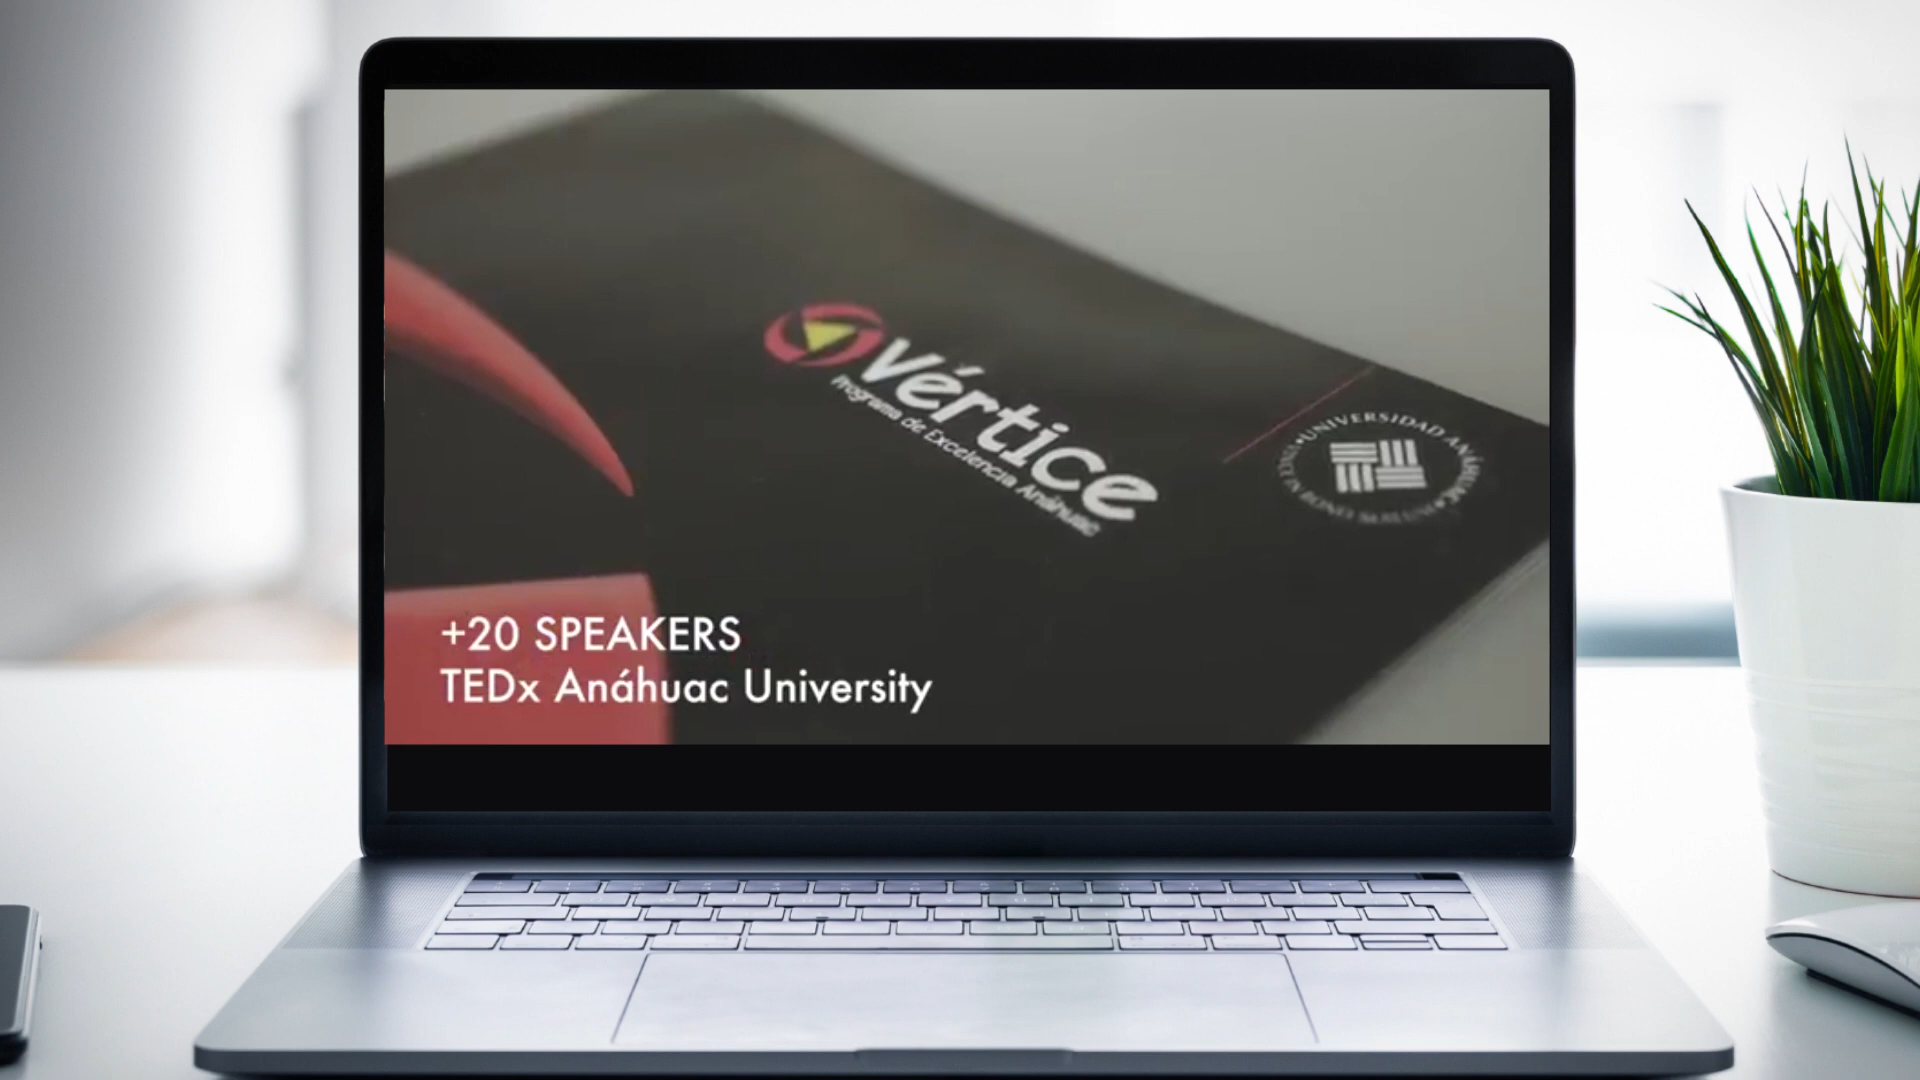 Vértice
Programa de Excelencia Anáhuac
UNIVERSIDAD ANÁHUAC
+20 SPEAKERS
TEDx Anáhuac University